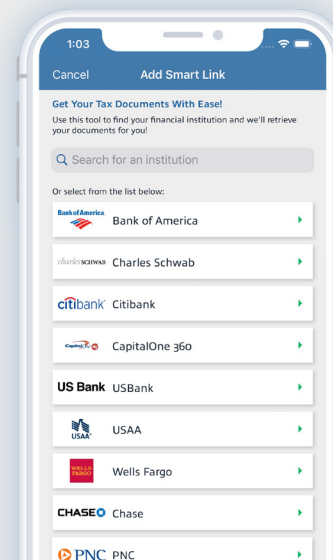 1:03
Cancel Add Smart Link
Get Your Tax Documents With Ease!
Use this tool to find your financial institution and we'll retrieve
your documents for you!
Search for an institution
Or select from the list below:
Bank of America Bank of America
charles SCHWAB Charles Schwab
citibank Citibank
Capital One 360 CapitalOne 360
US Bank USBank
USAA USAA
WELLS FARGO Wells Fargo
CHASE Chase
PNC PNC